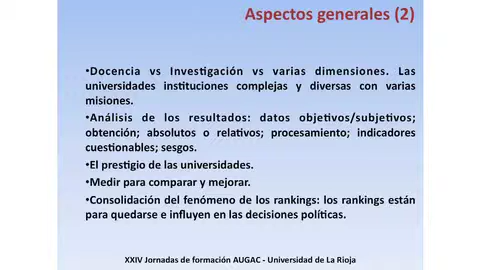 Aspectos generales (2)
•Docencia vs Investigación vs varias dimensiones. Las
universidades instituciones complejas y diversas con varias
misiones.
•Análisis de los resultados: datos objetivos/subjetivos;
obtención; absolutos o relativos; procesamiento; indicadores
cuestionables; sesgos.
•El prestigio de las universidades.
•Medir para comparar y mejorar.
•Consolidación del fenómeno de los rankings: los rankings están
para quedarse e influyen en las decisiones políticas.
XXIV Jornadas de formación AUGAC - Universidad de La Rioja